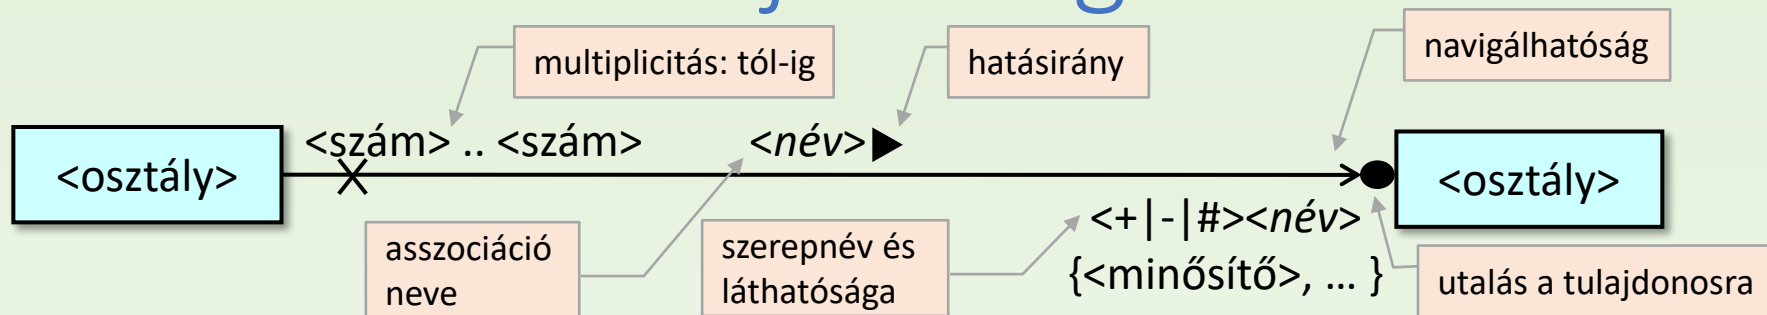 multiplicitás: tól-ig
hatásirány
navigálhatóság
<osztály>
<szám> .. <szám>
<név>
<osztály>
<+|-|#><név>
{<minősítő>, ... }
asszociáció
neve
szerepnév és
láthatósága
utalás a tulajdonosra